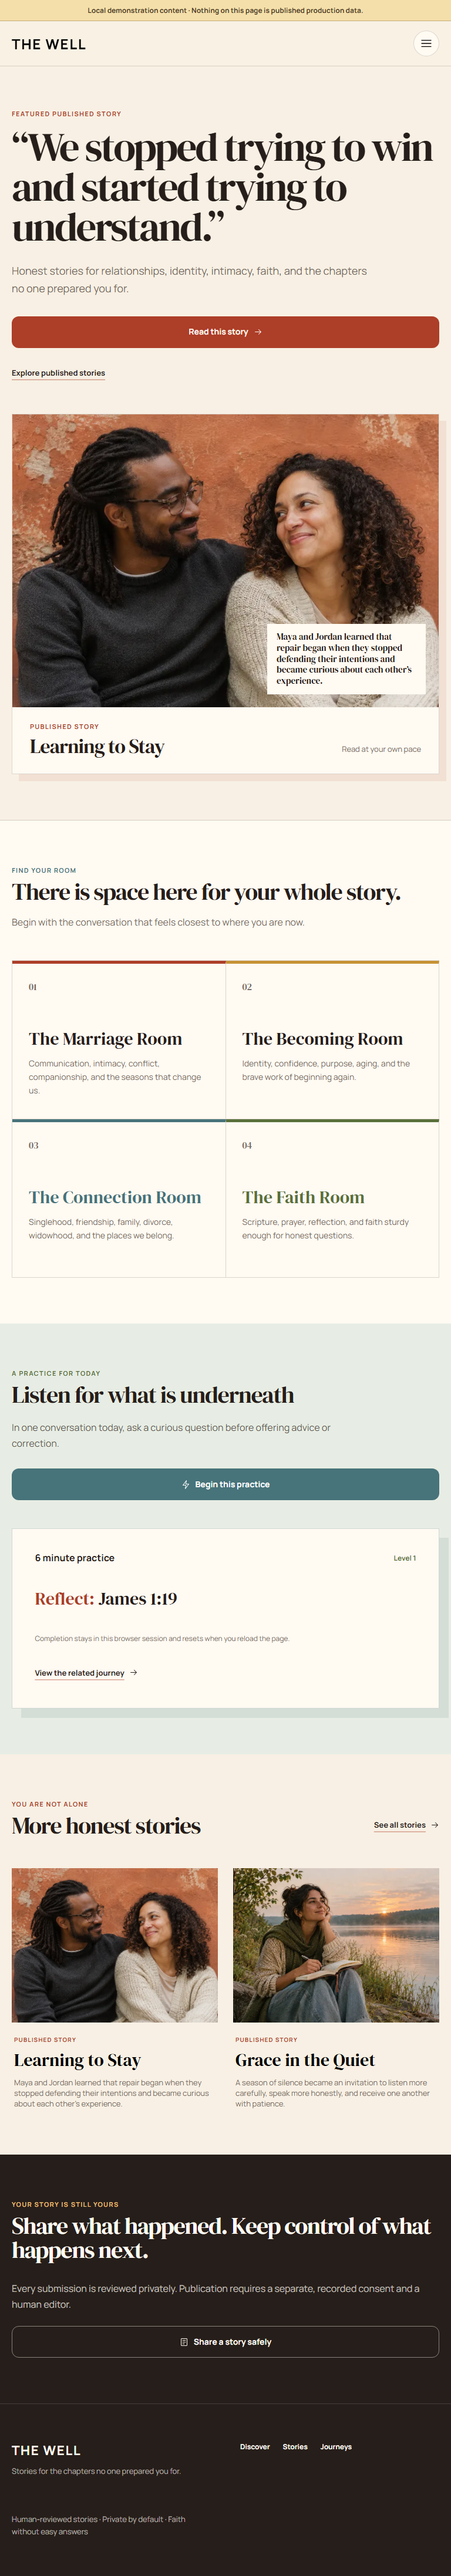 Local demonstration content · Nothing on this page is published production data.
THE WELL
FEATURED PUBLISHED STORY
“We stopped trying to win
and started trying to
understand.”
Honest stories for relationships, identity, intimacy, faith, and the chapters
no one prepared you for.
Read this story →
Explore published stories
Maya and Jordan learned that
repair began when they stopped
defending their intentions and
became curious about each other’s
experience.
PUBLISHED STORY
Learning to Stay
Read at your own pace
FIND YOUR ROOM
There is space here for your whole story.
Begin with the conversation that feels closest to where you are now.
01
The Marriage Room
Communication, intimacy, conflict,
companionship, and the seasons that change
us.
02
The Becoming Room
Identity, confidence, purpose, aging, and the
brave work of beginning again.
03
The Connection Room
Singlehood, friendship, family, divorce,
widowhood, and the places we belong.
04
The Faith Room
Scripture, prayer, reflection, and faith sturdy
enough for honest questions.
A PRACTICE FOR TODAY
Listen for what is underneath
In one conversation today, ask a curious question before offering advice or
correction.
Begin this practice
6 minute practice
Level 1
Reflect: James 1:19
Completion stays in this browser session and resets when you reload the page.
View the related journey →
YOU ARE NOT ALONE
More honest stories
See all stories →
PUBLISHED STORY
Learning to Stay
Maya and Jordan learned that repair began when they
stopped defending their intentions and became curious
about each other’s experience.
PUBLISHED STORY
Grace in the Quiet
A season of silence became an invitation to listen more
carefully, speak more honestly, and receive one another
with patience.
YOUR STORY IS STILL YOURS
Share what happened. Keep control of what
happens next.
Every submission is reviewed privately. Publication requires a separate, recorded consent and a
human editor.
Share a story safely
THE WELL
Stories for the chapters no one prepared you for.
Discover Stories Journeys
Human-reviewed stories · Private by default · Faith
without easy answers